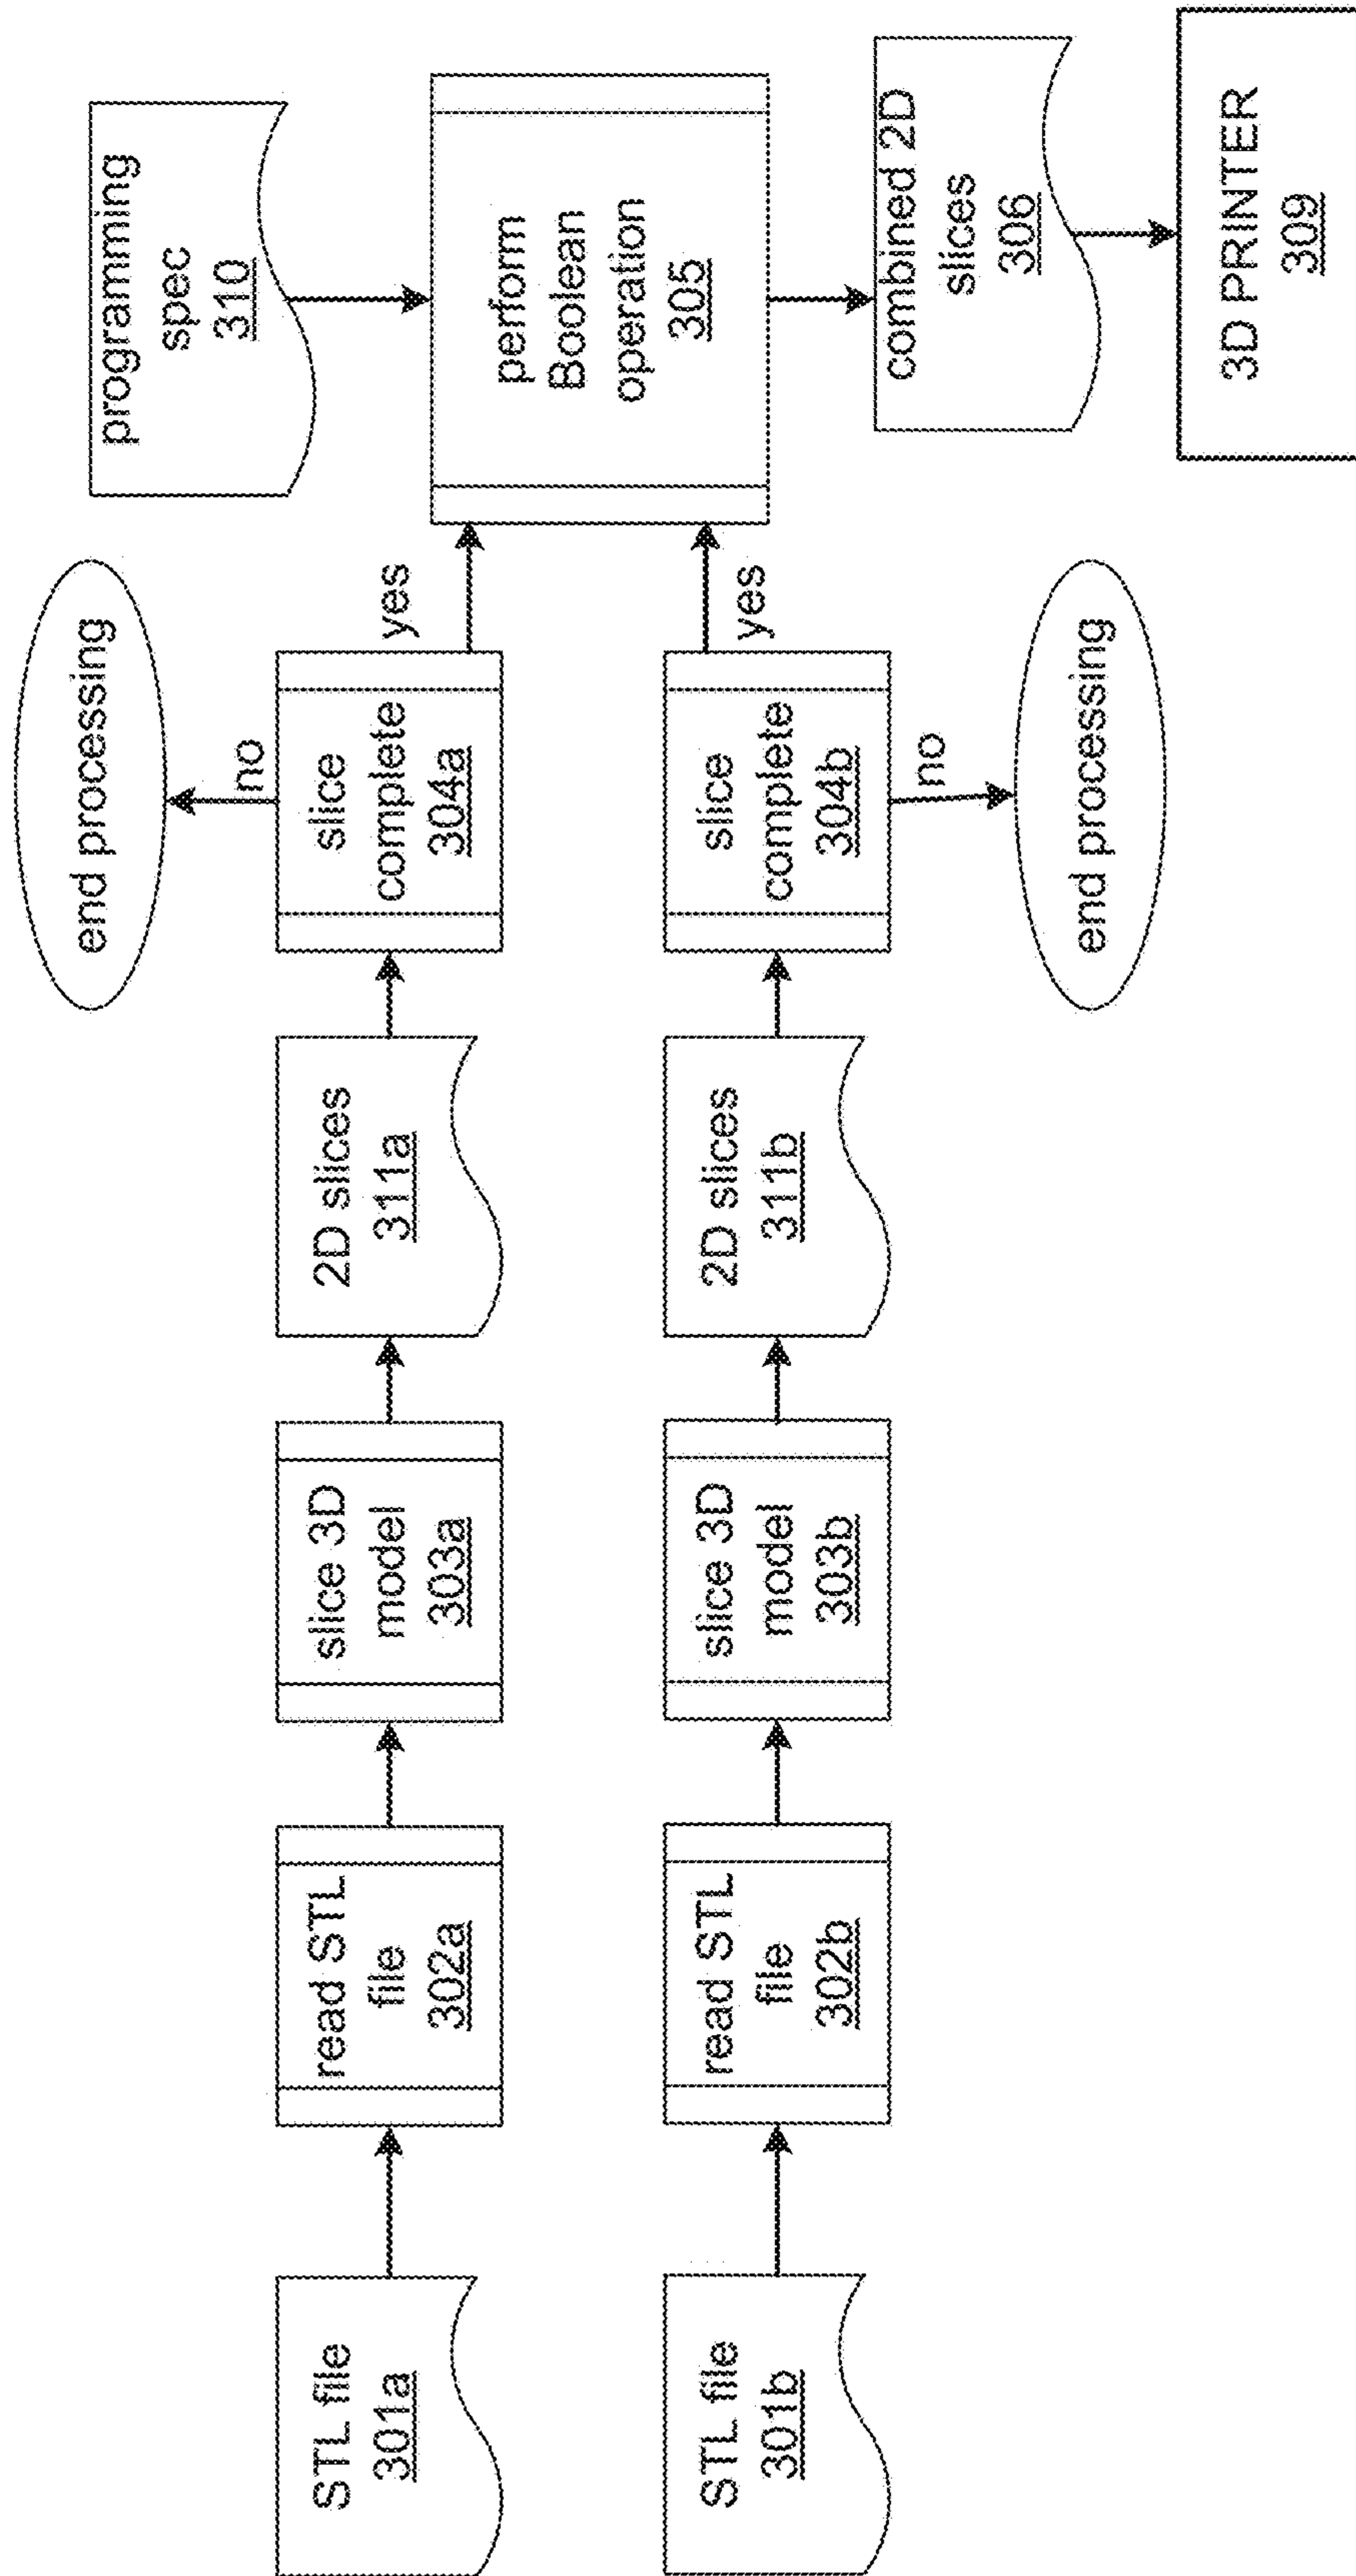 STL file
301a
read STL
file
302a
slice 3D
model
303a
2D slices
311a
slice
complete
304a
no
end processing
yes
STL file
301b
read STL
file
302b
slice 3D
model
303b
2D slices
311b
slice
complete
304b
no
end processing
yes
programming
spec
310
perform
Boolean
operation
305
combined 2D
slices
306
3D PRINTER
309